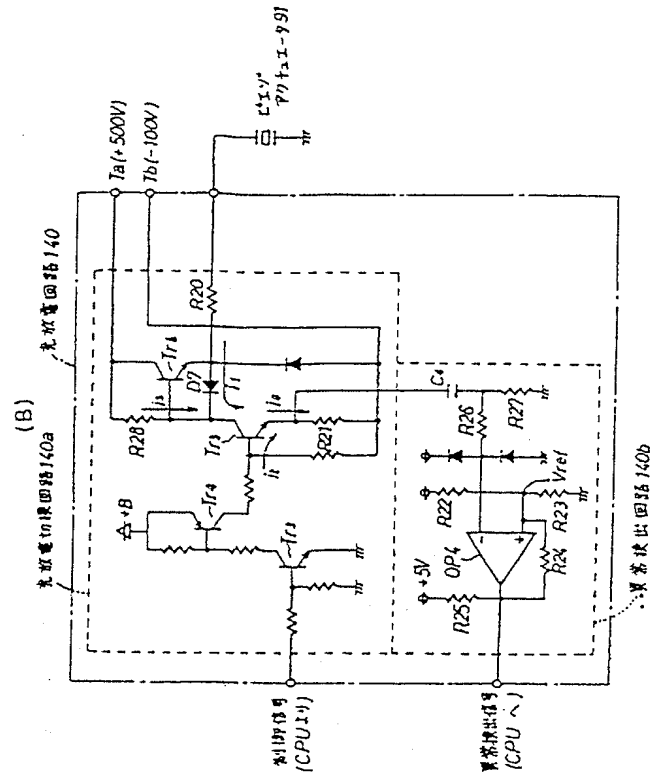 (B)
充放電回路140
充放電切換回路140a
Ta(+500V)
Tb(-100V)
ピエゾ
アクチュエータ91
R20
R28
Tr6
D7
Tr5
R21
+B
Tr4
Tr3
制御信号
(CPUより)
C4
R26
R27
R22
R23
Vref
OP4
R24
+5V
R25
異常検出信号
(CPUへ)
異常検出回路140b